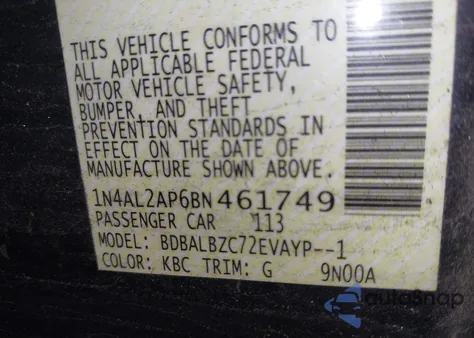 THIS VEHICLE CONFORMS TO
ALL APPLICABLE FEDERAL
MOTOR VEHICLE SAFETY,
BUMPER, AND THEFT
PREVENTION STANDARDS IN
EFFECT ON THE DATE OF
MANUFACTURE SHOWN ABOVE.
1N4AL2AP6BN461749
PASSENGER CAR 113
MODEL: BDBALBZC72EVAYP--1
COLOR: KBC TRIM: G 9N00A
autoSnap